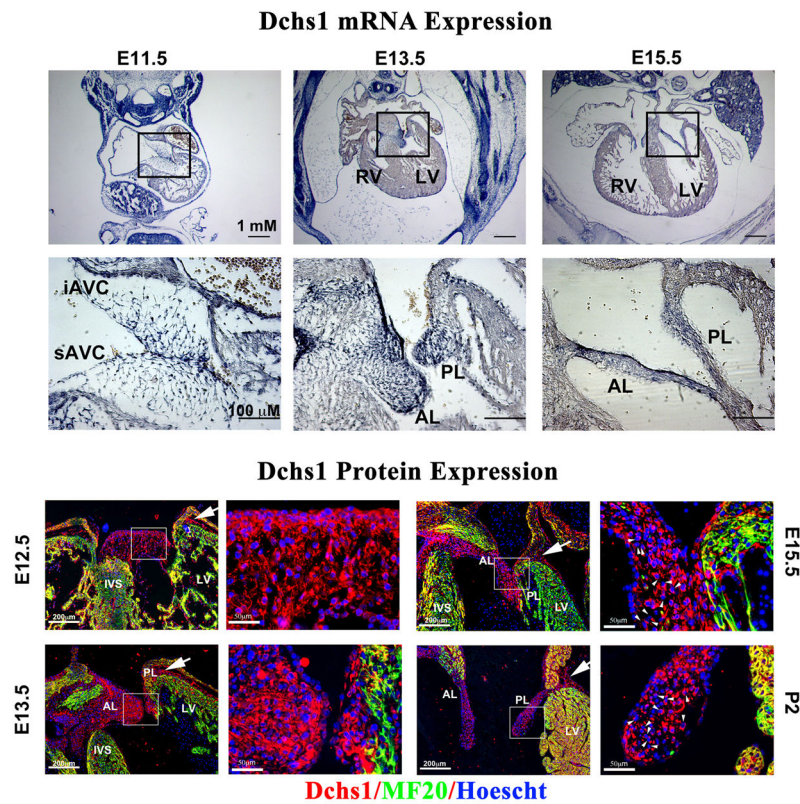 Dchs1 mRNA Expression
E11.5
E13.5
E15.5
1 mM
RV
LV
RV
LV
iAVC
sAVC
100 µM
PL
AL
PL
AL
Dchs1 Protein Expression
E12.5
IVS
LV
200µm
50µm
AL
PL
IVS
LV
200µm
50µm
E15.5
E13.5
PL
AL
LV
IVS
200µm
50µm
AL
PL
LV
200µm
50µm
P2
Dchs1/MF20/Hoescht